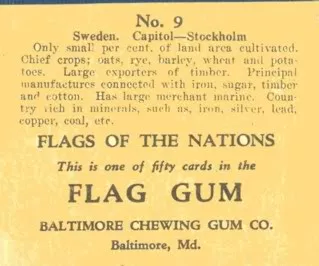 No. 9
Sweden. Capitol—Stockholm
Only small per cent. of land area cultivated.
Chief crops; oats, rye, barley, wheat and pota-
toes. Large exporters of timber. Principal
manufactures connected with iron, sugar, timber
and cotton. Has large merchant marine. Coun-
try rich in minerals, such as, iron, silver, lead,
copper, coal, etc.
FLAGS OF THE NATIONS
This is one of fifty cards in the
FLAG GUM
BALTIMORE CHEWING GUM CO.
Baltimore, Md.